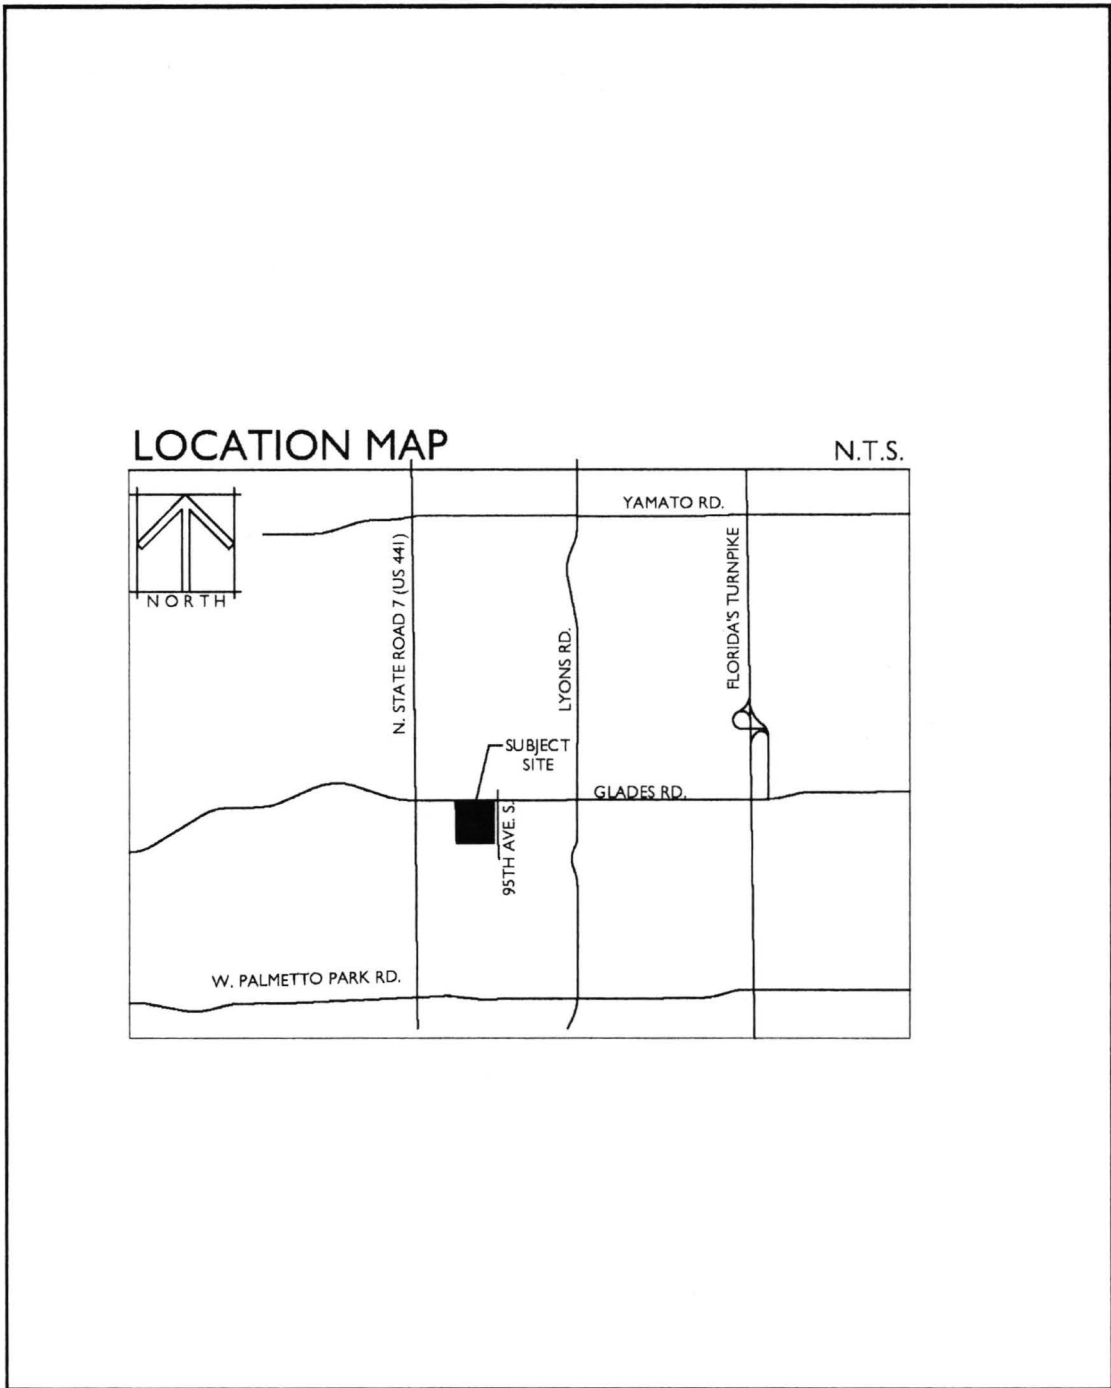 LOCATION MAP
N.T.S.
YAMATO RD.
NORTH
N. STATE ROAD 7 (US 441)
LYONS RD.
FLORIDA'S TURNPIKE
SUBJECT
SITE
GLADES RD.
95TH AVE. S.
W. PALMETTO PARK RD.